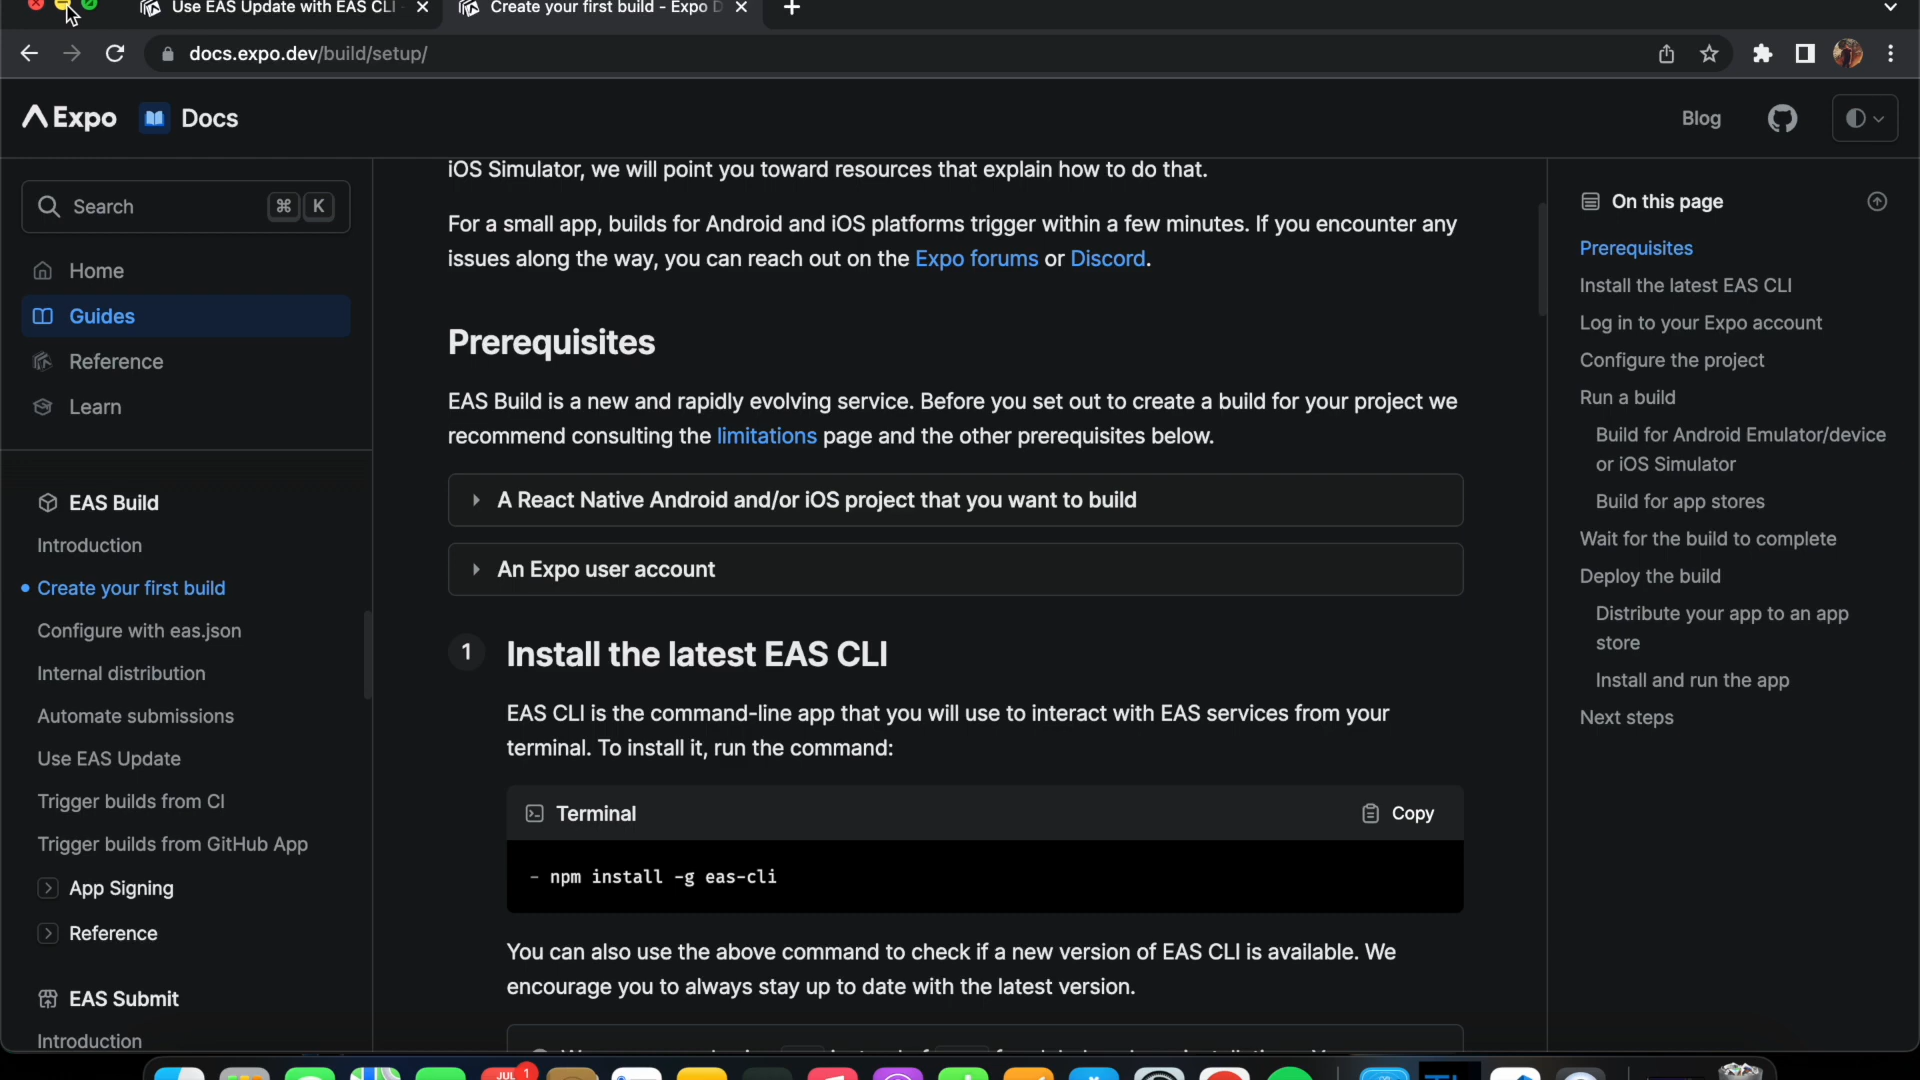 Use EAS Update with EAS CLI
Create your first build - Expo D
docs.expo.dev/build/setup/
Expo
Docs
Blog
Search
⌘
K
Home
Guides
Reference
Learn
EAS Build
Introduction
Create your first build
Configure with eas.json
Internal distribution
Automate submissions
Use EAS Update
Trigger builds from CI
Trigger builds from GitHub App
App Signing
Reference
EAS Submit
Introduction
iOS Simulator, we will point you toward resources that explain how to do that.
For a small app, builds for Android and iOS platforms trigger within a few minutes. If you encounter any
issues along the way, you can reach out on the Expo forums or Discord.
Prerequisites
EAS Build is a new and rapidly evolving service. Before you set out to create a build for your project we
recommend consulting the limitations page and the other prerequisites below.
A React Native Android and/or iOS project that you want to build
An Expo user account
1 Install the latest EAS CLI
EAS CLI is the command-line app that you will use to interact with EAS services from your
terminal. To install it, run the command:
Terminal
Copy
- npm install -g eas-cli
You can also use the above command to check if a new version of EAS CLI is available. We
encourage you to always stay up to date with the latest version.
On this page
Prerequisites
Install the latest EAS CLI
Log in to your Expo account
Configure the project
Run a build
Build for Android Emulator/device
or iOS Simulator
Build for app stores
Wait for the build to complete
Deploy the build
Distribute your app to an app
store
Install and run the app
Next steps
JUL
1